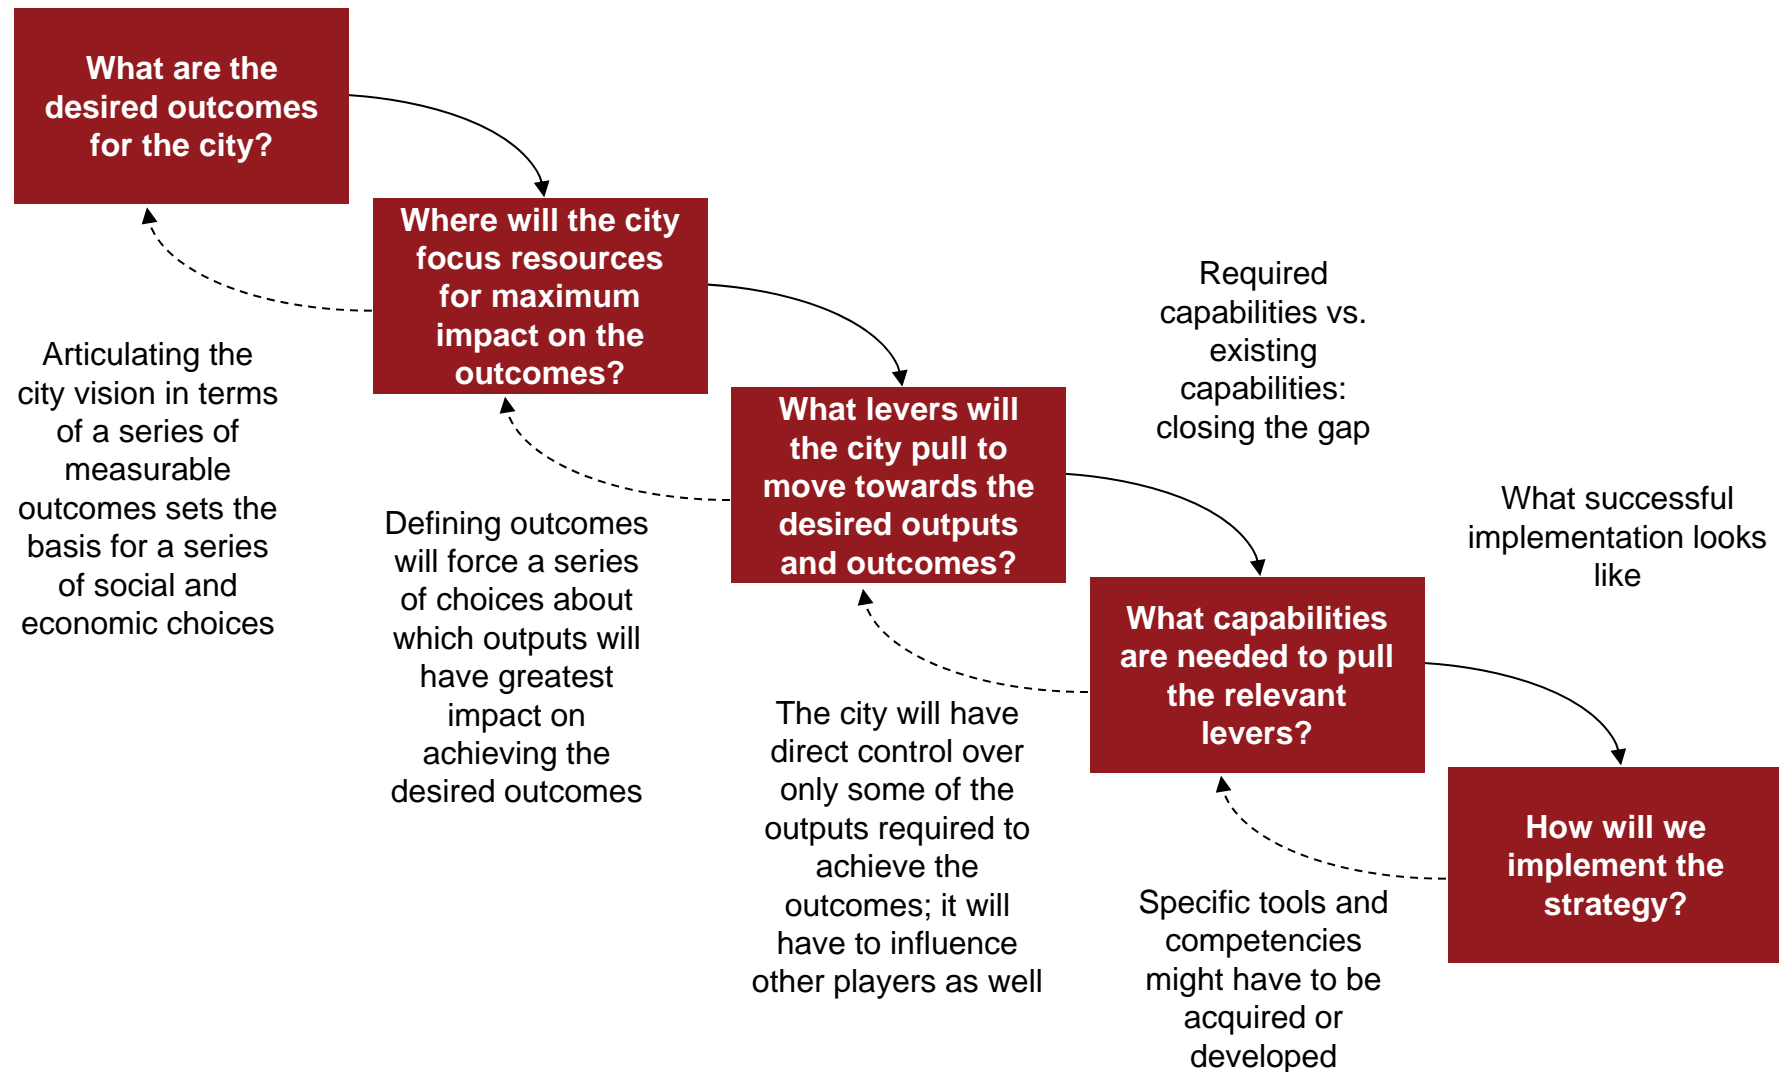 What are the
desired outcomes
for the city?
Where will the city
focus resources
for maximum
impact on the
outcomes?
What levers will
the city pull to
move towards the
desired outputs
and outcomes?
What capabilities
are needed to pull
the relevant
levers?
How will we
implement the
strategy?
Articulating the
city vision in terms
of a series of
measurable
outcomes sets the
basis for a series
of social and
economic choices
Defining outcomes
will force a series
of choices about
which outputs will
have greatest
impact on
achieving the
desired outcomes
The city will have
direct control over
only some of the
outputs required to
achieve the
outcomes; it will
have to influence
other players as well
Required
capabilities vs.
existing
capabilities:
closing the gap
Specific tools and
competencies
might have to be
acquired or
developed
What successful
implementation looks
like